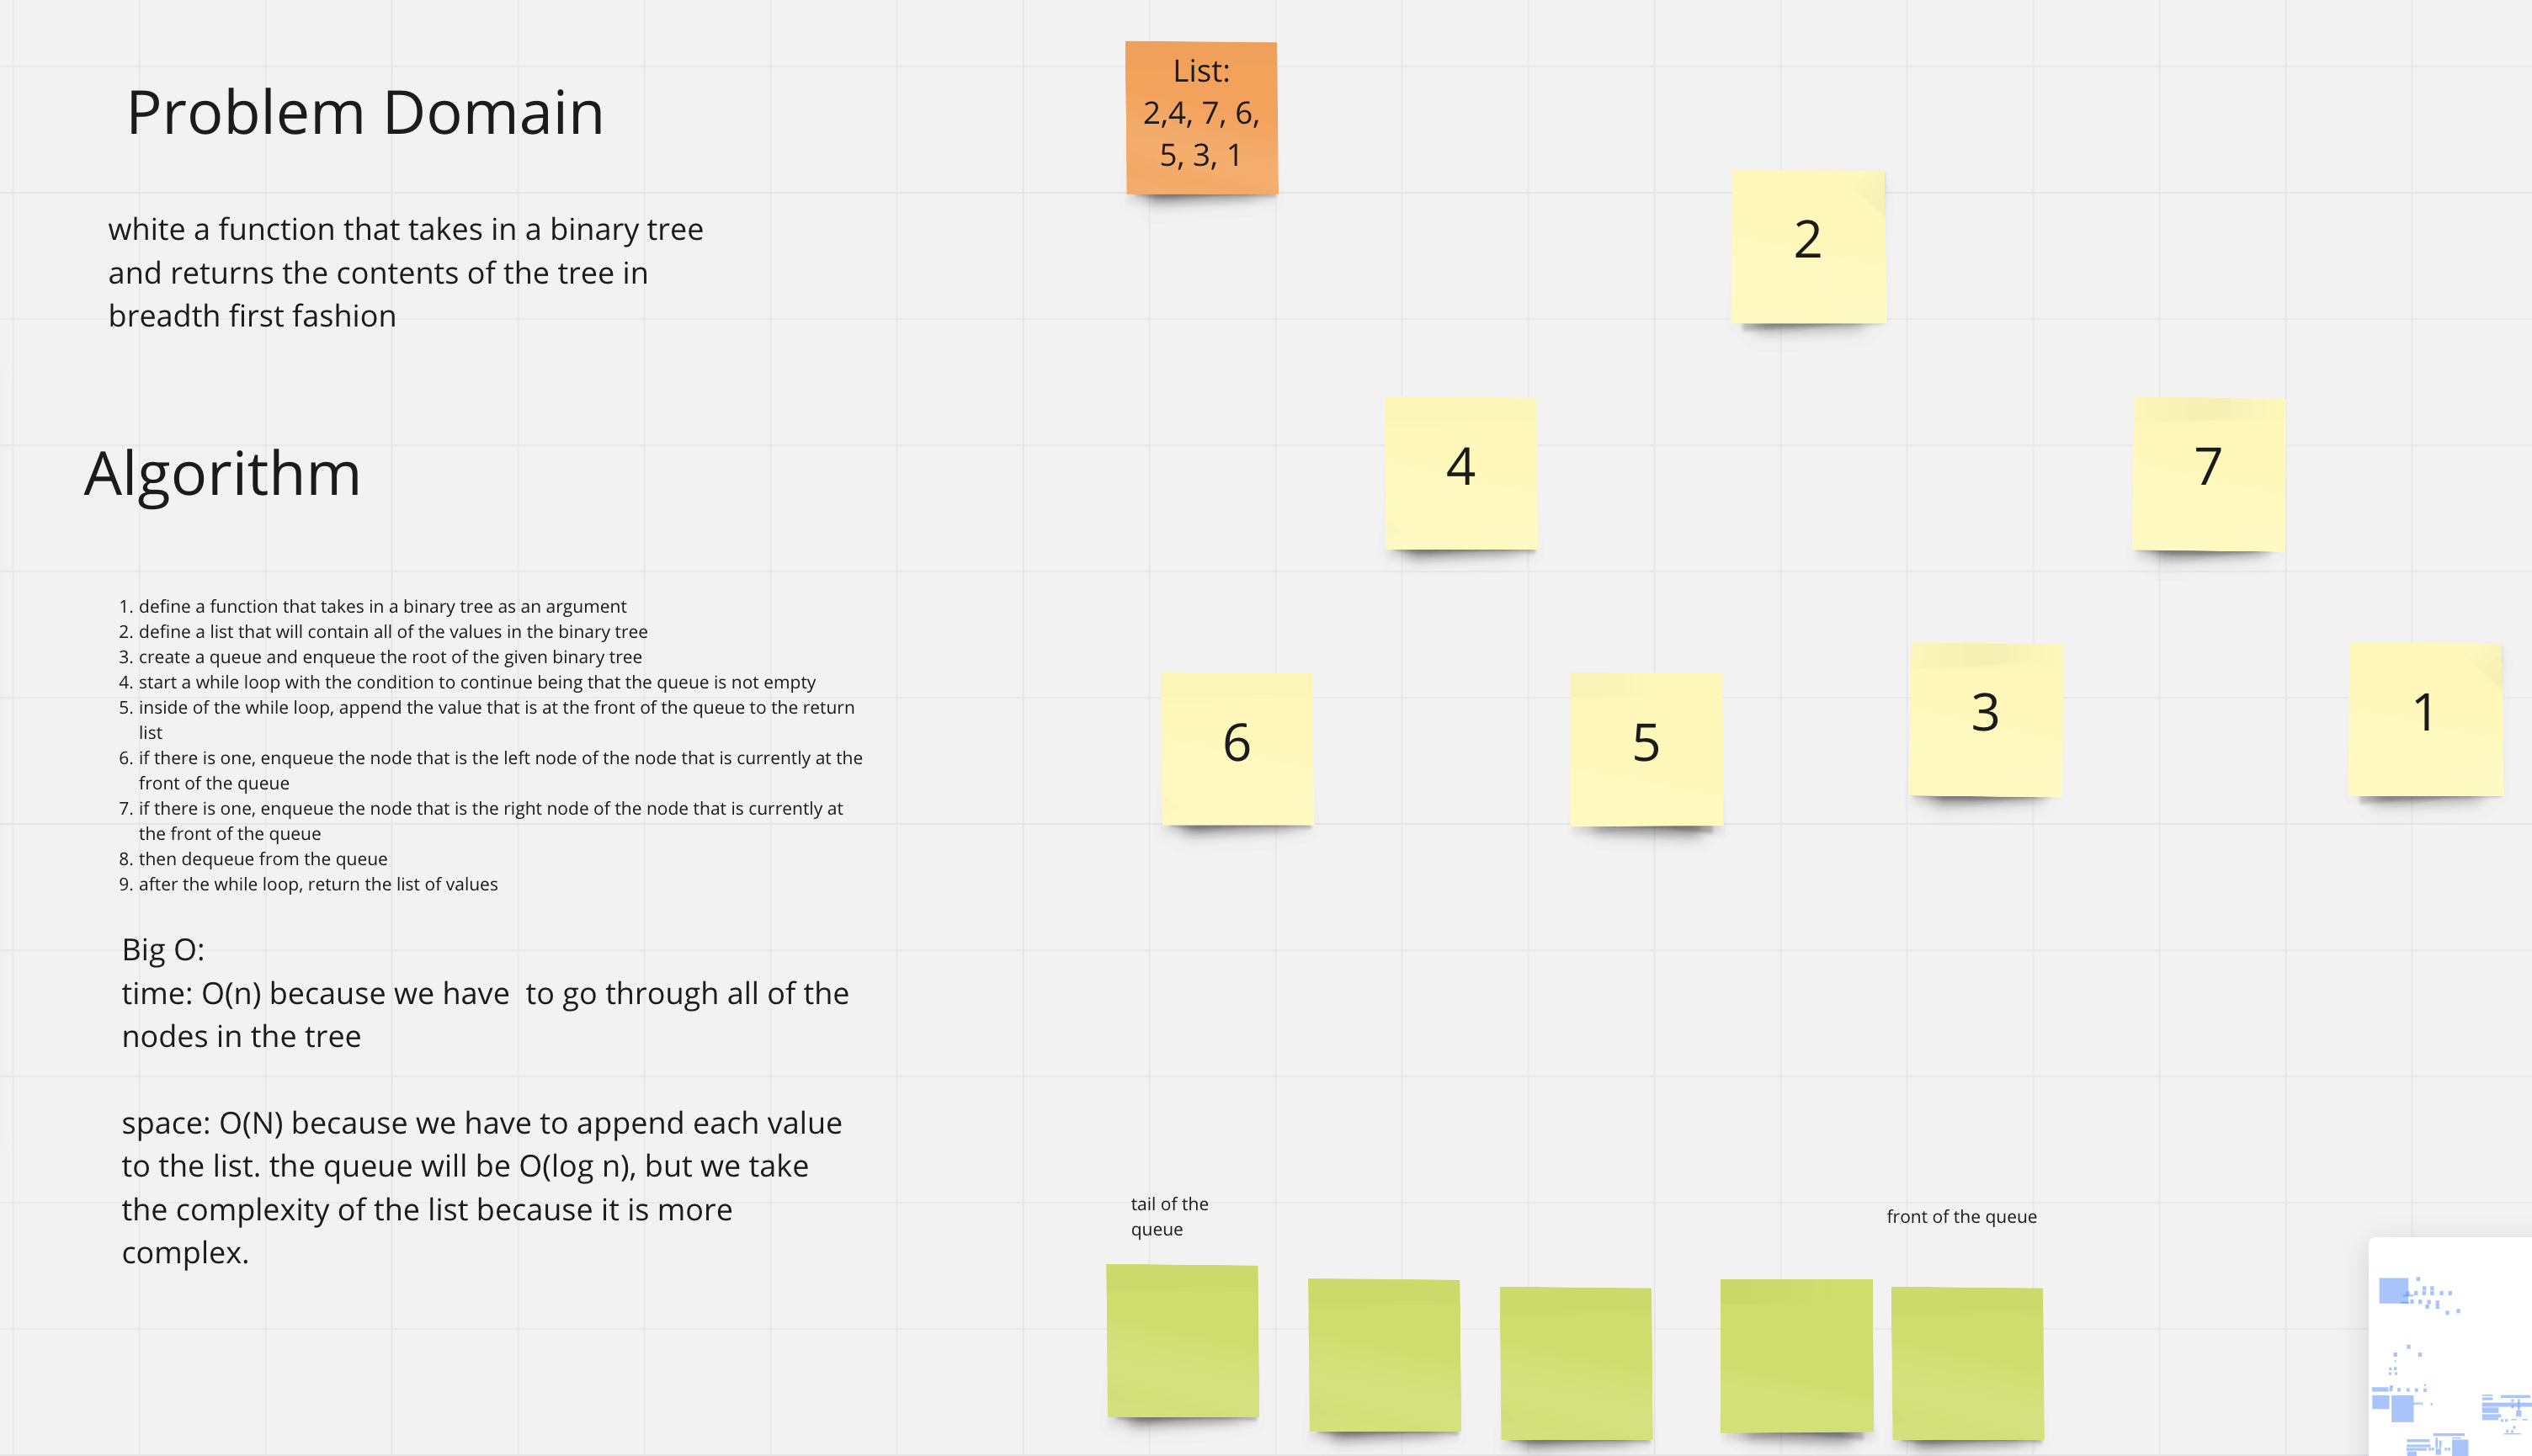 Problem Domain
white a function that takes in a binary tree
and returns the contents of the tree in
breadth first fashion
Algorithm
1. define a function that takes in a binary tree as an argument
2. define a list that will contain all of the values in the binary tree
3. create a queue and enqueue the root of the given binary tree
4. start a while loop with the condition to continue being that the queue is not empty
5. inside of the while loop, append the value that is at the front of the queue to the return
list
6. if there is one, enqueue the node that is the left node of the node that is currently at the
front of the queue
7. if there is one, enqueue the node that is the right node of the node that is currently at
the front of the queue
8. then dequeue from the queue
9. after the while loop, return the list of values
Big O:
time: O(n) because we have  to go through all of the
nodes in the tree
space: O(N) because we have to append each value
to the list. the queue will be O(log n), but we take
the complexity of the list because it is more
complex.
List:
2,4, 7, 6,
5, 3, 1
2
4
7
6
5
3
1
tail of the
queue
front of the queue